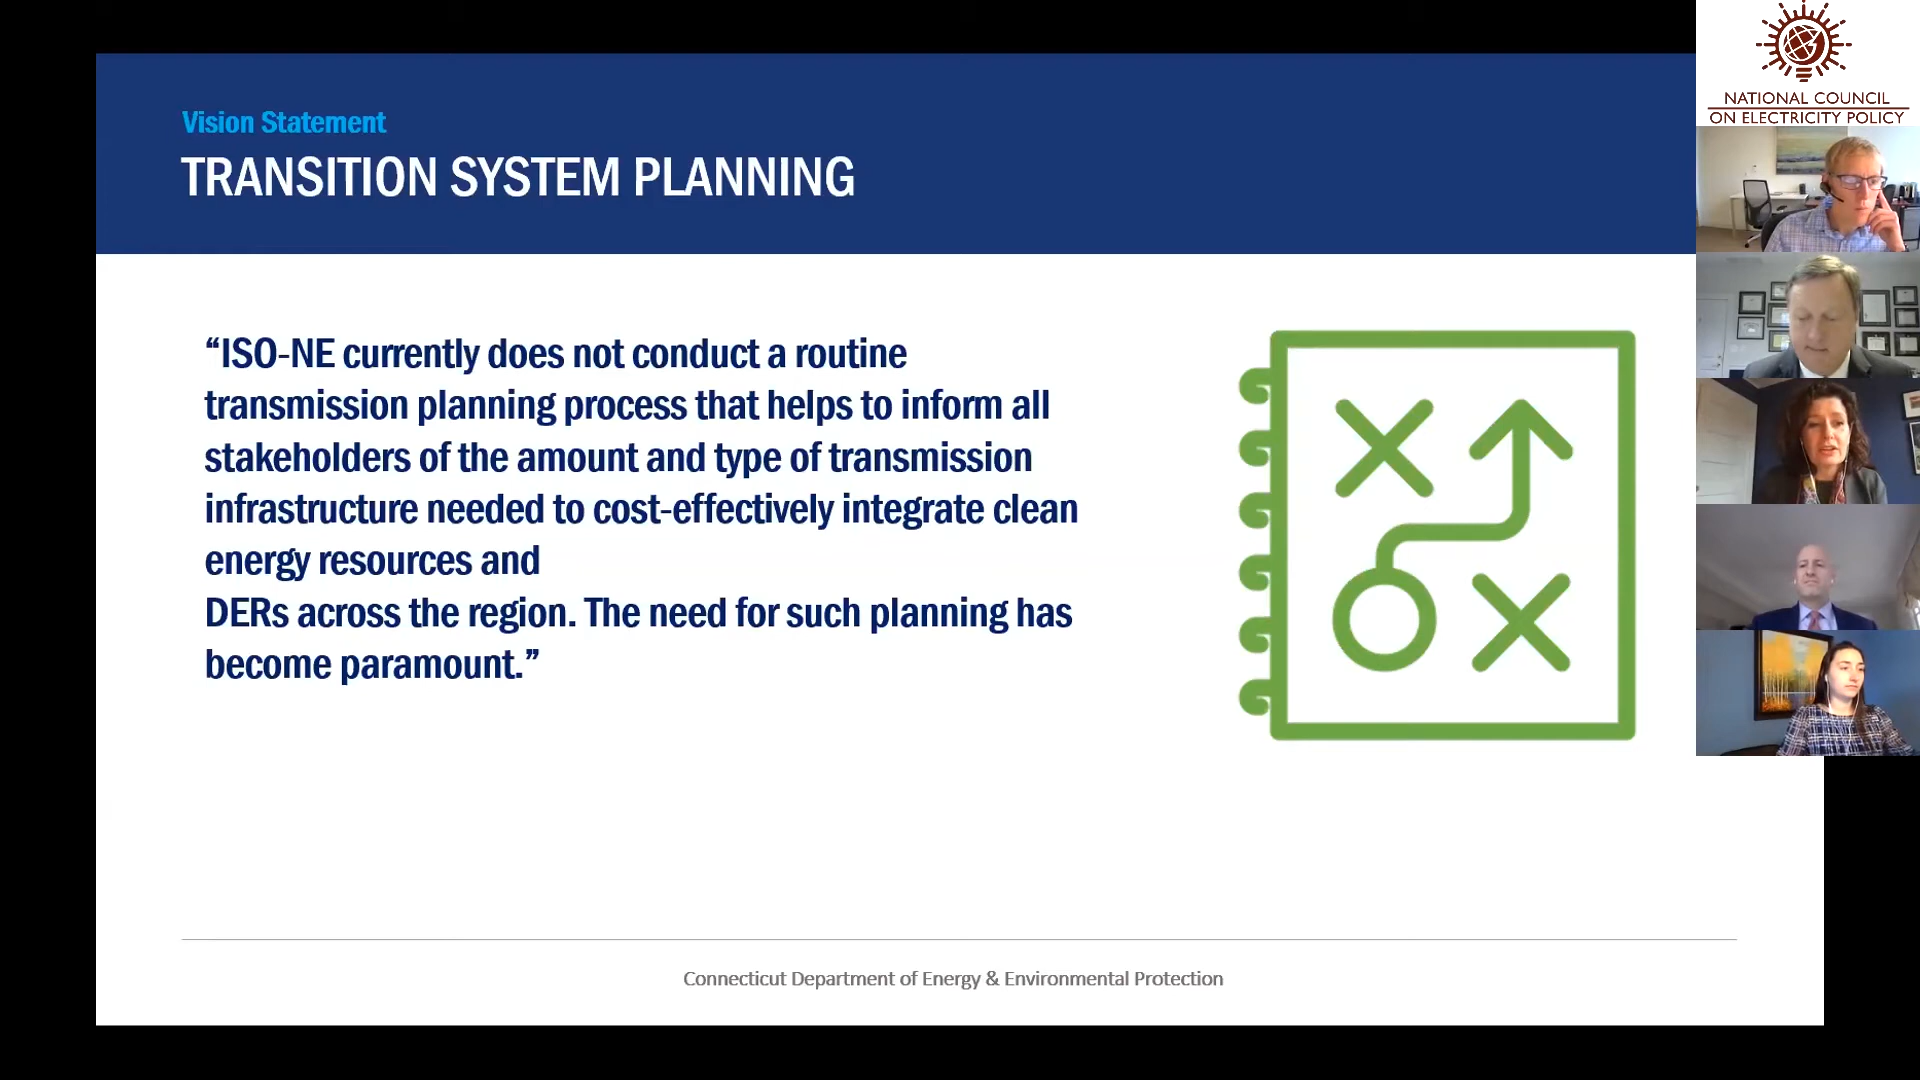 Vision Statement
TRANSITION SYSTEM PLANNING
“ISO-NE currently does not conduct a routine
transmission planning process that helps to inform all
stakeholders of the amount and type of transmission
infrastructure needed to cost-effectively integrate clean
energy resources and
DERs across the region. The need for such planning has
become paramount.”
Connecticut Department of Energy & Environmental Protection
NATIONAL COUNCIL
ON ELECTRICITY POLICY